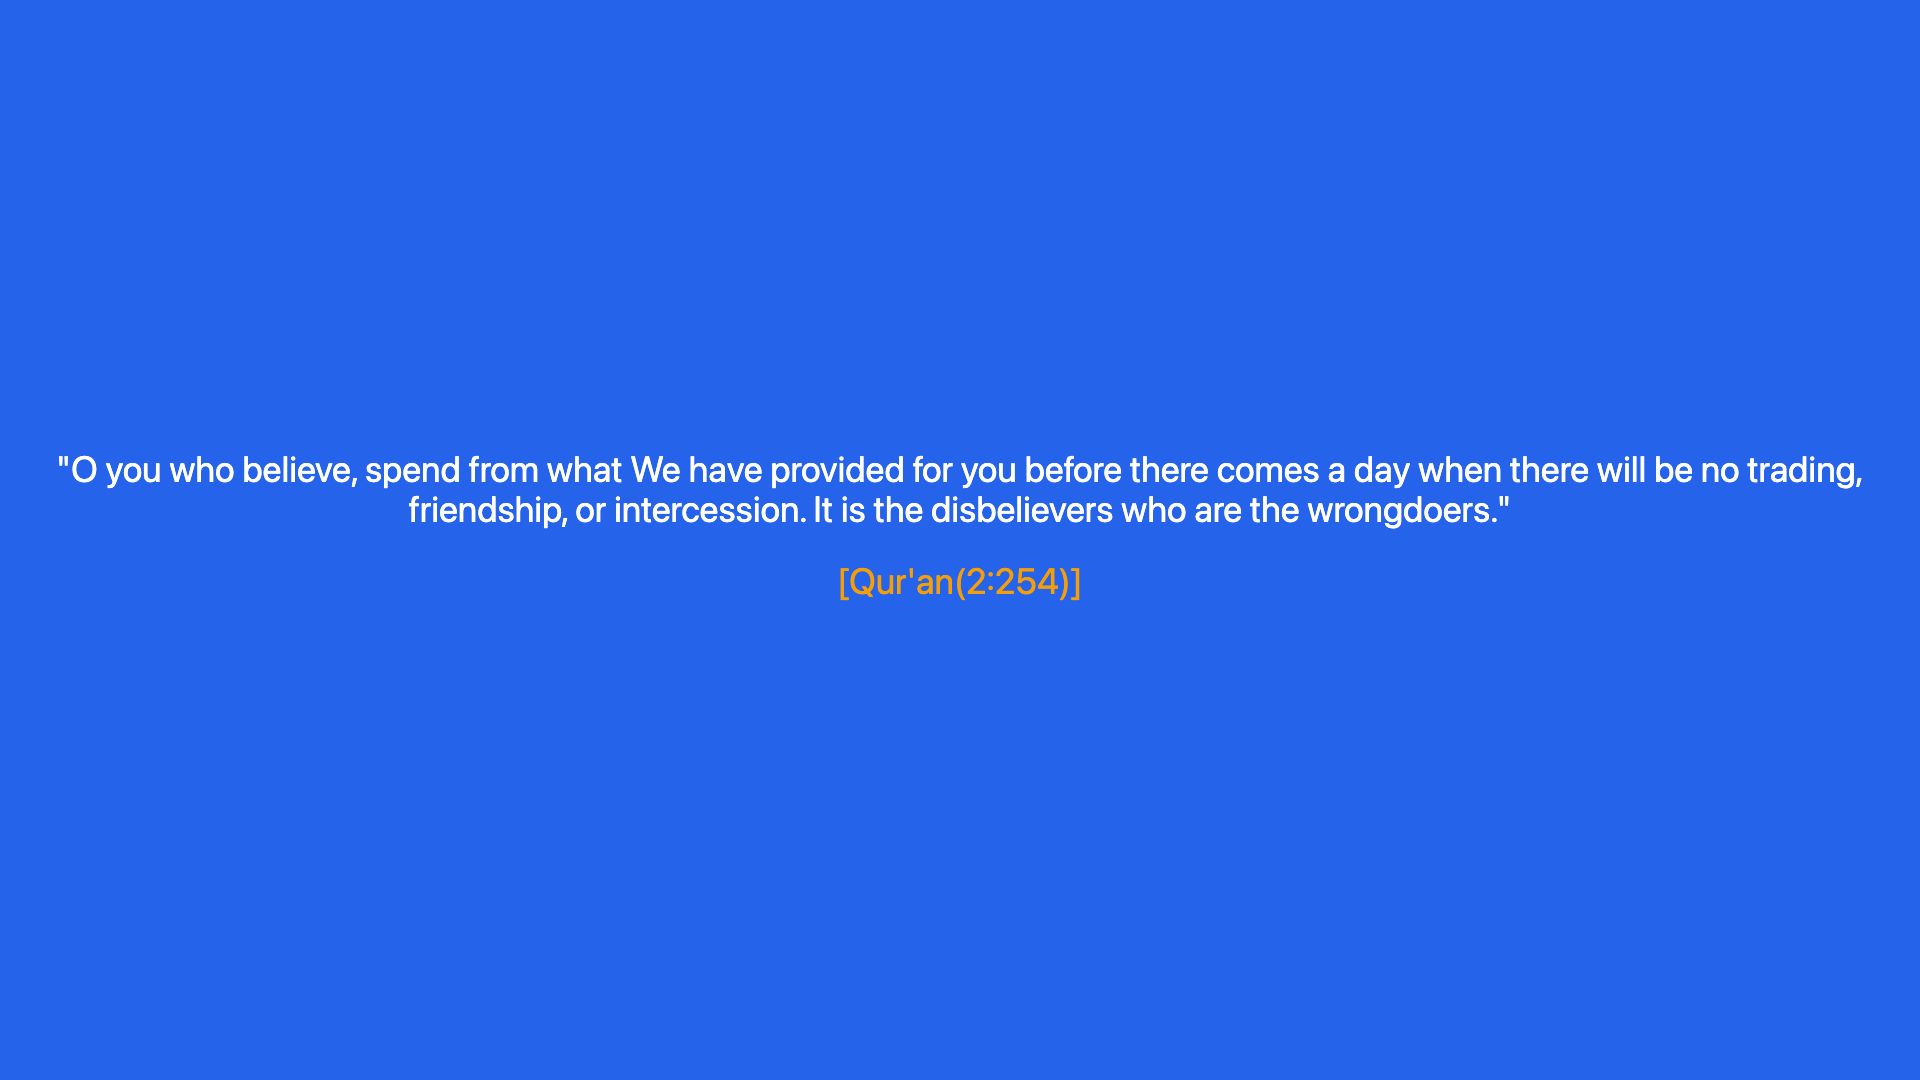 "O you who believe, spend from what We have provided for you before there comes a day when there will be no trading,
friendship, or intercession. It is the disbelievers who are the wrongdoers."
[Qur'an(2:254)]